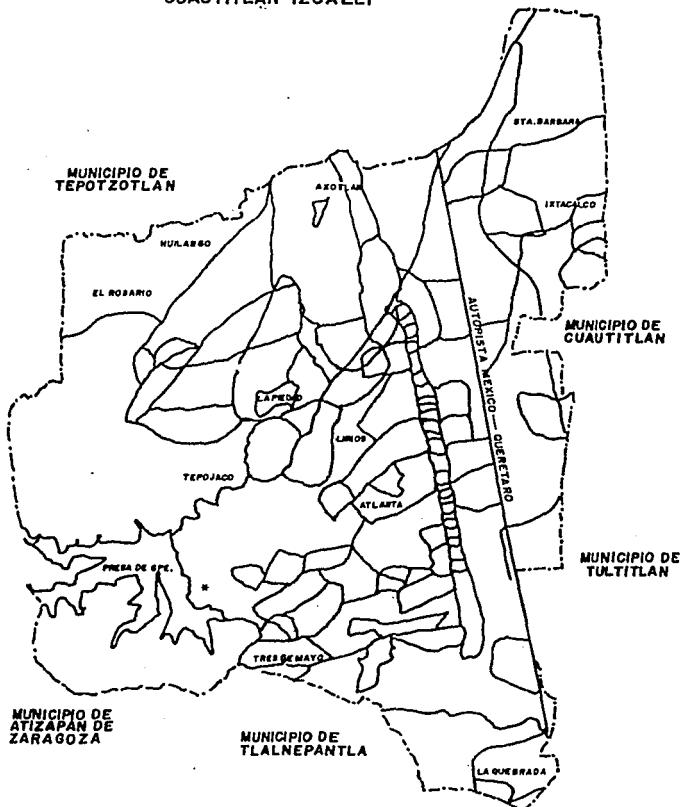 CUAUTITLAN IZCALLI
STA. BARBARA
MUNICIPIO DE
TEPOTZOTLAN
AXOTLAN
IXTACALCO
HUILANGO
EL ROSARIO
MUNICIPIO DE
CUAUTITLAN
AUTOPISTA MEXICO — QUERETARO
LA PIEDAD
LIRIOS
TEPOJACO
ATLANTA
MUNICIPIO DE
TULTITLAN
PRESA DE GPE.
*
TRES DE MAYO
MUNICIPIO DE
ATIZAPÁN DE
ZARAGOZA
MUNICIPIO DE
TLALNEPANTLA
LA QUEBRADA